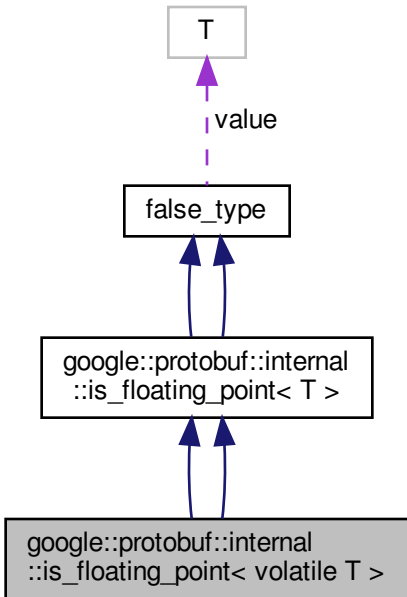 T
value
false_type
google::protobuf::internal
::is_floating_point< T >
google::protobuf::internal
::is_floating_point< volatile T >